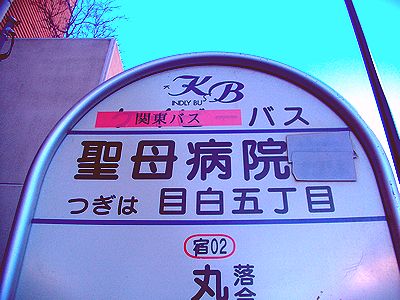 KB
INDLY BU
関東バス バス
聖母病院
つぎは 目白五丁目
宿02
丸
落合